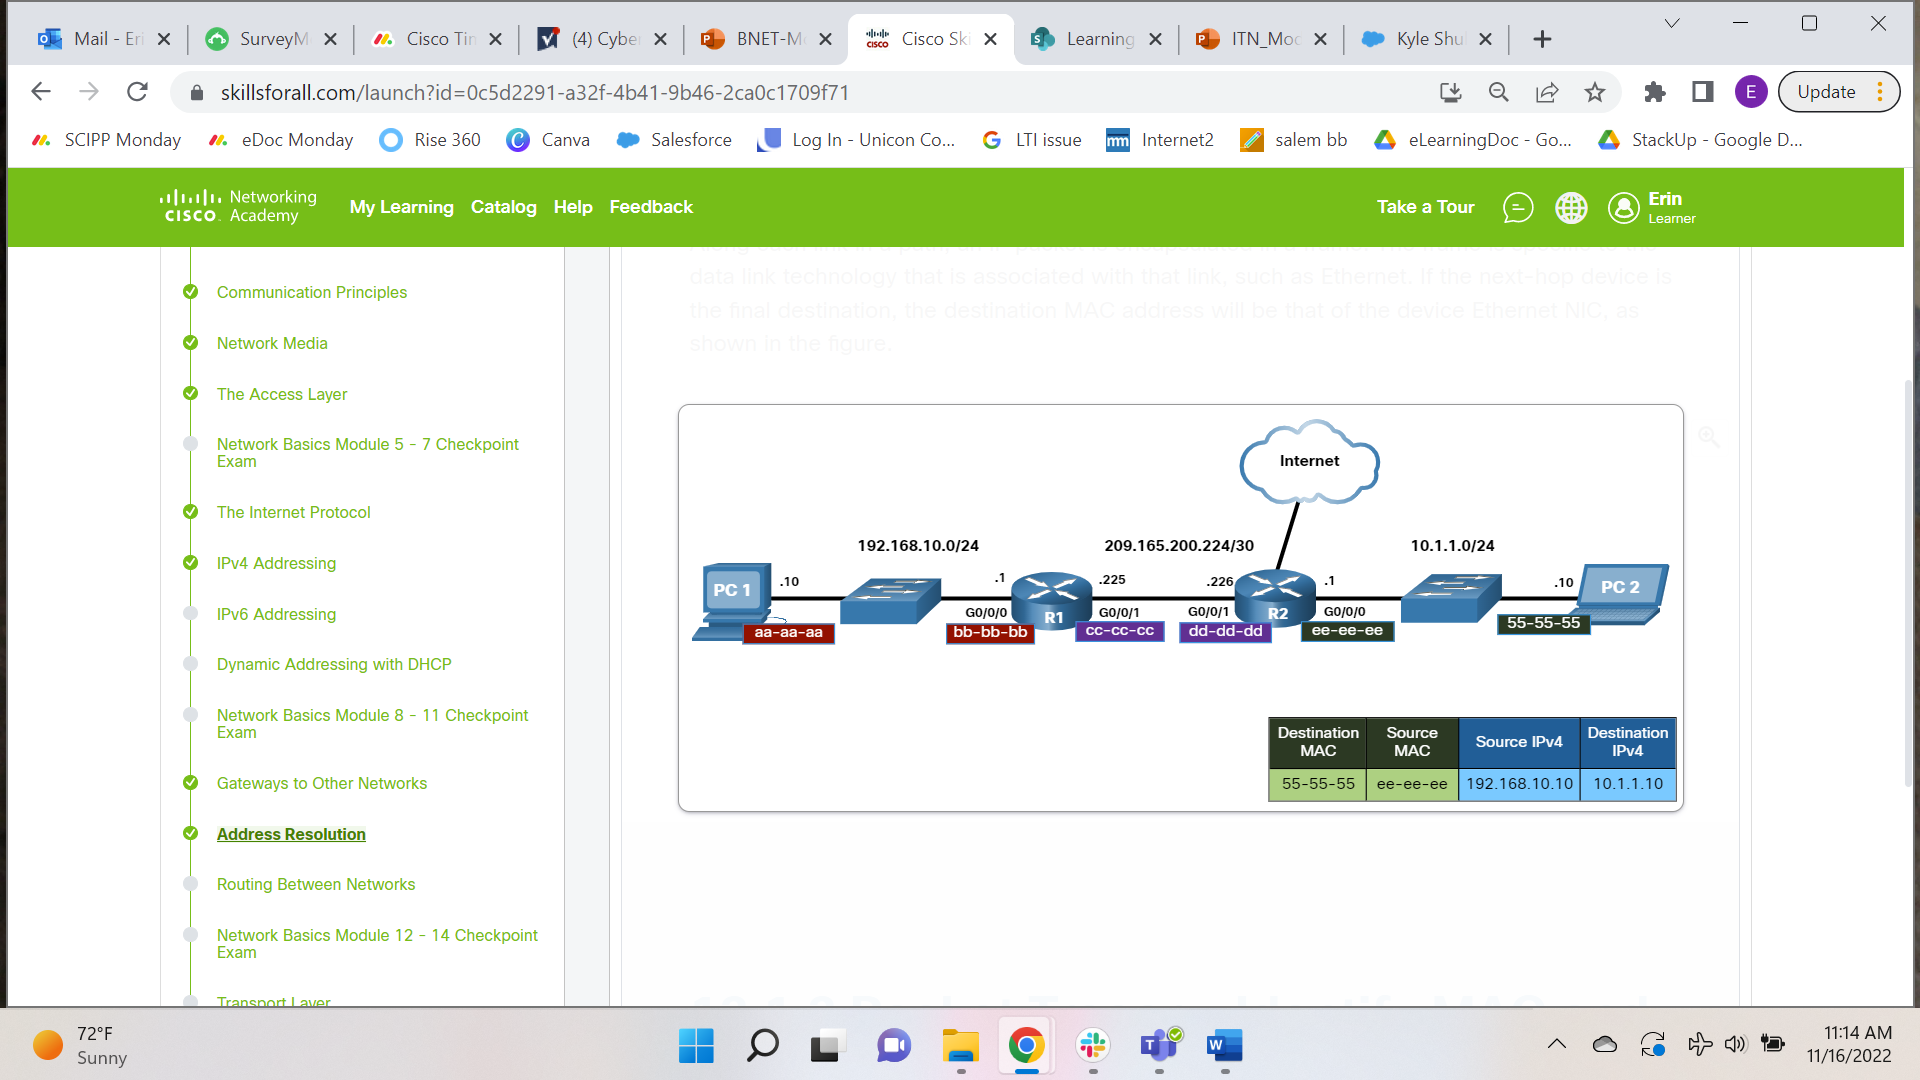 Mail - Eri
SurveyM
Cisco Tim
(4) Cybe
BNET-M
Cisco Ski
Learning
ITN_Moc
Kyle Shu
skillsforall.com/launch?id=0c5d2291-a32f-4b41-9b46-2ca0c1709f71
E
Update
SCIPP Monday
eDoc Monday
Rise 360
Canva
Salesforce
Log In - Unicon Co...
LTI issue
Internet2
salem bb
eLearningDoc - Go...
StackUp - Google D...
CISCO
Networking
Academy
My Learning
Catalog
Help
Feedback
Take a Tour
Erin
Learner
Communication Principles
Network Media
The Access Layer
Network Basics Module 5 - 7 Checkpoint
Exam
The Internet Protocol
IPv4 Addressing
IPv6 Addressing
Dynamic Addressing with DHCP
Network Basics Module 8 - 11 Checkpoint
Exam
Gateways to Other Networks
Address Resolution
Routing Between Networks
Network Basics Module 12 - 14 Checkpoint
Exam
Transport Layer
data link technology that is associated with that link, such as Ethernet. If the next-hop device is
the final destination, the destination MAC address will be that of the device Ethernet NIC, as
shown in the figure.
Internet
192.168.10.0/24
209.165.200.224/30
10.1.1.0/24
PC 1
.10
.1
.225
.226
.1
.10
PC 2
G0/0/0
R1
G0/0/1
G0/0/1
R2
G0/0/0
aa-aa-aa
bb-bb-bb
cc-cc-cc
dd-dd-dd
ee-ee-ee
55-55-55
Destination
MAC
Source
MAC
Source IPv4
Destination
IPv4
55-55-55
ee-ee-ee
192.168.10.10
10.1.1.10
72°F
Sunny
11:14 AM
11/16/2022